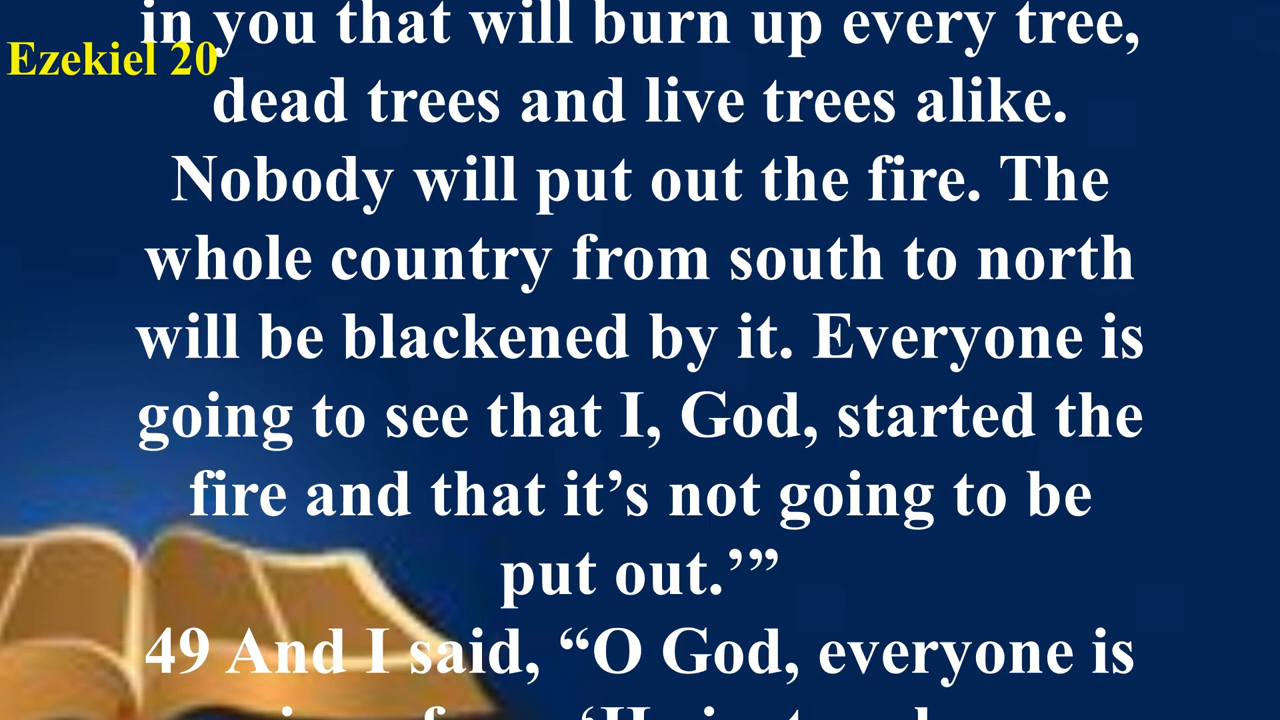 Ezekiel 20
in you that will burn up every tree,
dead trees and live trees alike.
Nobody will put out the fire. The
whole country from south to north
will be blackened by it. Everyone is
going to see that I, God, started the
fire and that it’s not going to be
put out.’”
49 And I said, “O God, everyone is